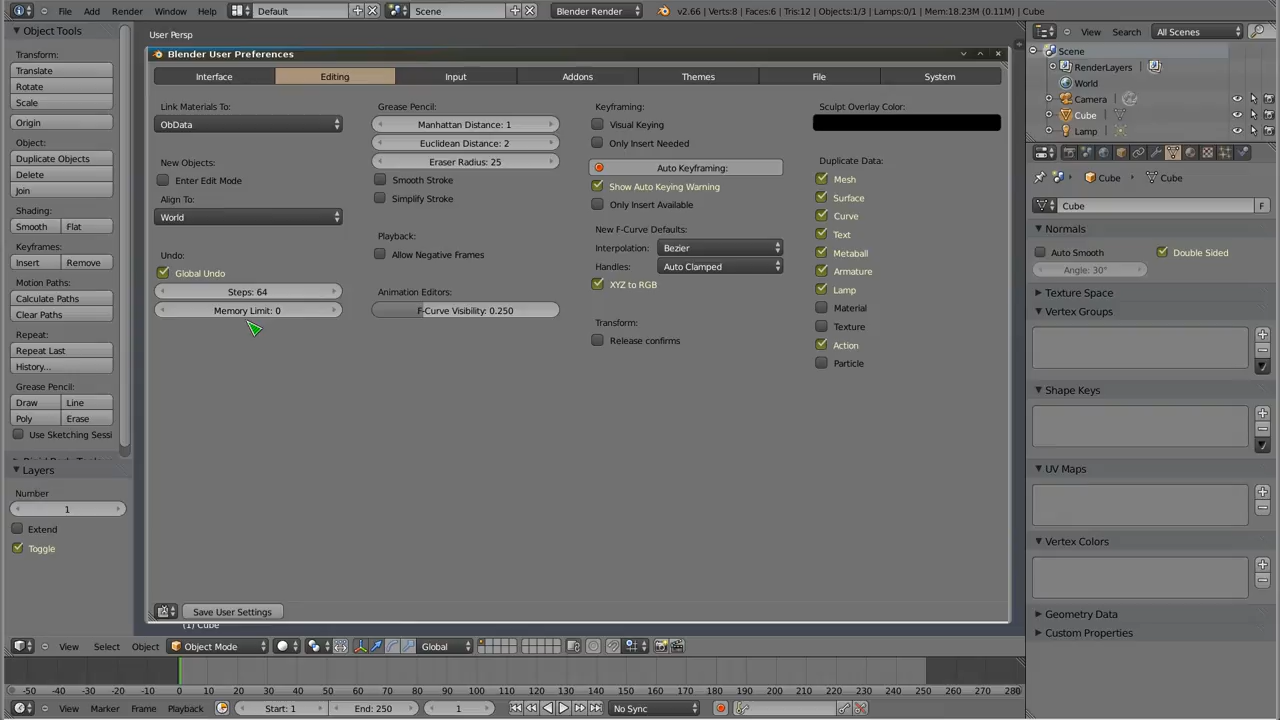 File Add Render Window Help Default Scene Blender Render v2.66 | Verts:8 | Faces:6 | Tris:12 | Objects:1/3 | Lamps:0/1 | Mem:18.23M (0.11M) | Cube
Object Tools
Transform:
Translate
Rotate
Scale
Origin
Object:
Duplicate Objects
Delete
Join
Shading:
Smooth Flat
Keyframes:
Insert Remove
Motion Paths:
Calculate Paths
Clear Paths
Repeat:
Repeat Last
History...
Grease Pencil:
Draw Line
Poly Erase
Use Sketching Sessi
Layers
Number
1
Extend
Toggle
User Persp
Blender User Preferences
Interface Editing Input Addons Themes File System
Link Materials To:
ObData
New Objects:
Enter Edit Mode
Align To:
World
Undo:
Global Undo
Steps: 64
Memory Limit: 0
Grease Pencil:
Manhattan Distance: 1
Euclidean Distance: 2
Eraser Radius: 25
Smooth Stroke
Simplify Stroke
Playback:
Allow Negative Frames
Animation Editors:
F-Curve Visibility: 0.250
Keyframing:
Visual Keying
Only Insert Needed
Auto Keyframing:
Show Auto Keying Warning
Only Insert Available
New F-Curve Defaults:
Interpolation: Bezier
Handles: Auto Clamped
XYZ to RGB
Transform:
Release confirms
Sculpt Overlay Color:
Duplicate Data:
Mesh
Surface
Curve
Text
Metaball
Armature
Lamp
Material
Texture
Action
Particle
Save User Settings
(1) Cube
View Search All Scenes
Scene
RenderLayers
World
Camera
Cube
Lamp
Cube Cube
Cube F
Normals
Auto Smooth Double Sided
Angle: 30°
Texture Space
Vertex Groups
Shape Keys
UV Maps
Vertex Colors
Geometry Data
Custom Properties
View Select Object Object Mode Global
-50 -40 -30 -20 -10 0 10 20 30 40 50 60 70 80 90 100 110 120 130 140 150 160 170 180 190 200 210 220 230 240 250 260 270 280
View Marker Frame Playback Start: 1 End: 250 1 No Sync